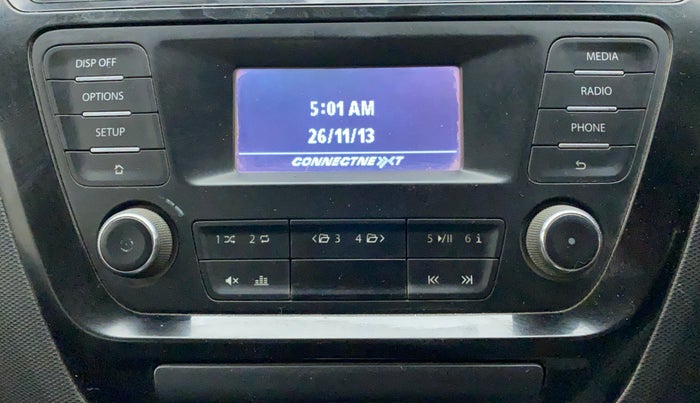 DISP OFF
OPTIONS
SETUP
5:01 AM
26/11/13
CONNECTNEXT
MEDIA
RADIO
PHONE
1 2 3 4 5 6